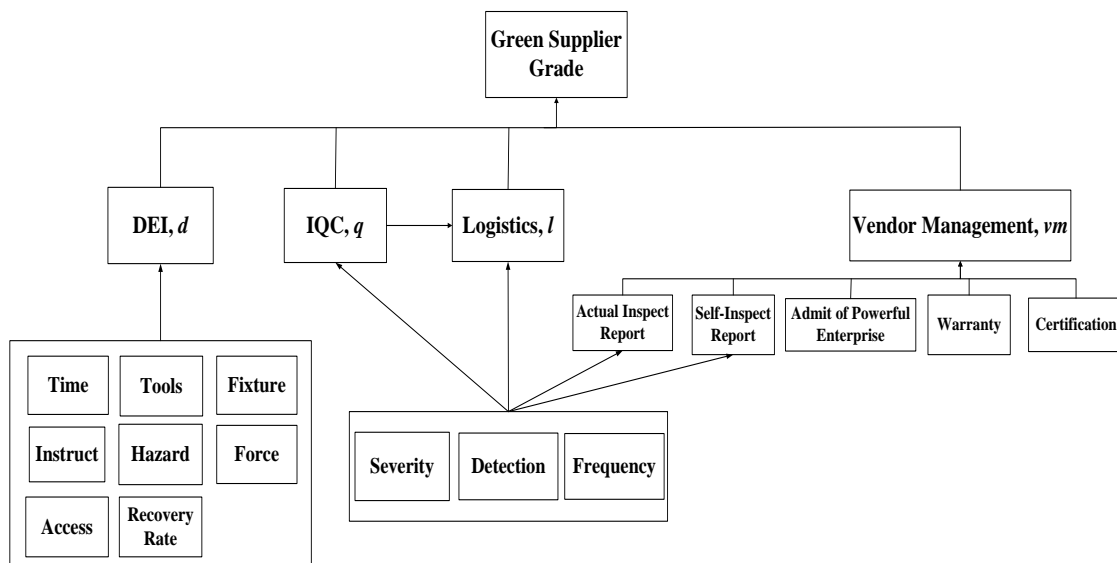 Green Supplier
Grade
DEI, d
IQC, q
Logistics, l
Vendor Management, vm
Actual Inspect
Report
Self-Inspect
Report
Admit of Powerful
Enterprise
Warranty
Certification
Time
Tools
Fixture
Instruct
Hazard
Force
Access
Recovery
Rate
Severity
Detection
Frequency